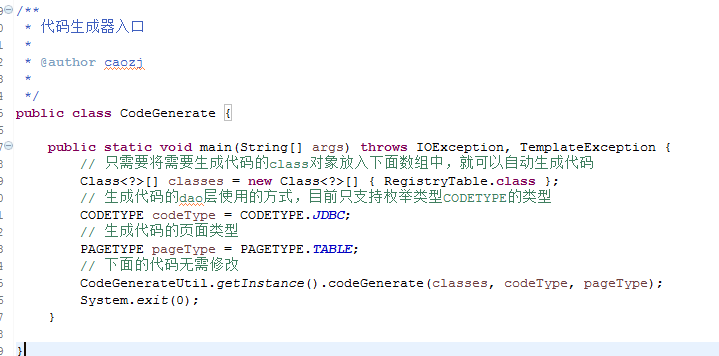 /**
 * 代码生成器入口
 *
 * @author caozj
 *
 */
public class CodeGenerate {
    public static void main(String[] args) throws IOException, TemplateException {
        // 只需要将需要生成代码的class对象放入下面数组中，就可以自动生成代码
        Class<?>[] classes = new Class<?>[] { RegistryTable.class };
        // 生成代码的dao层使用的方式，目前只支持枚举类型CODETYPE的类型
        CODETYPE codeType = CODETYPE.JDBC;
        // 生成代码的页面类型
        PAGETYPE pageType = PAGETYPE.TABLE;
        // 下面的代码无需修改
        CodeGenerateUtil.getInstance().codeGenerate(classes, codeType, pageType);
        System.exit(0);
    }
}